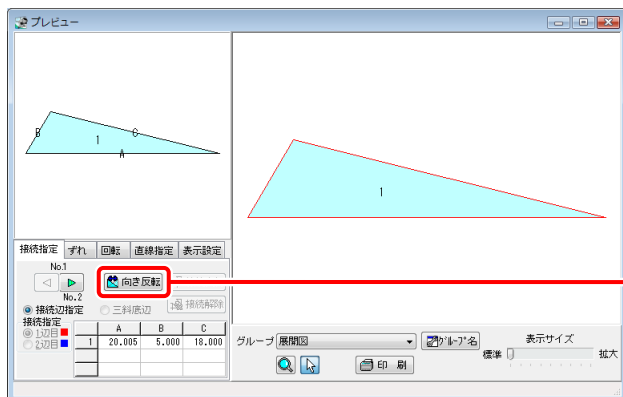 プレビュー
B
C
1
A
1
接続指定 ずれ 回転 直線指定 表示設定
No.1
向き反転
No.2
接続辺指定 三斜底辺 接続解除
接続指定
1辺目
2辺目
A B C
1 20.005 5.000 18.000
グループ 展開図 グループ名
表示サイズ
標準 拡大
印 刷